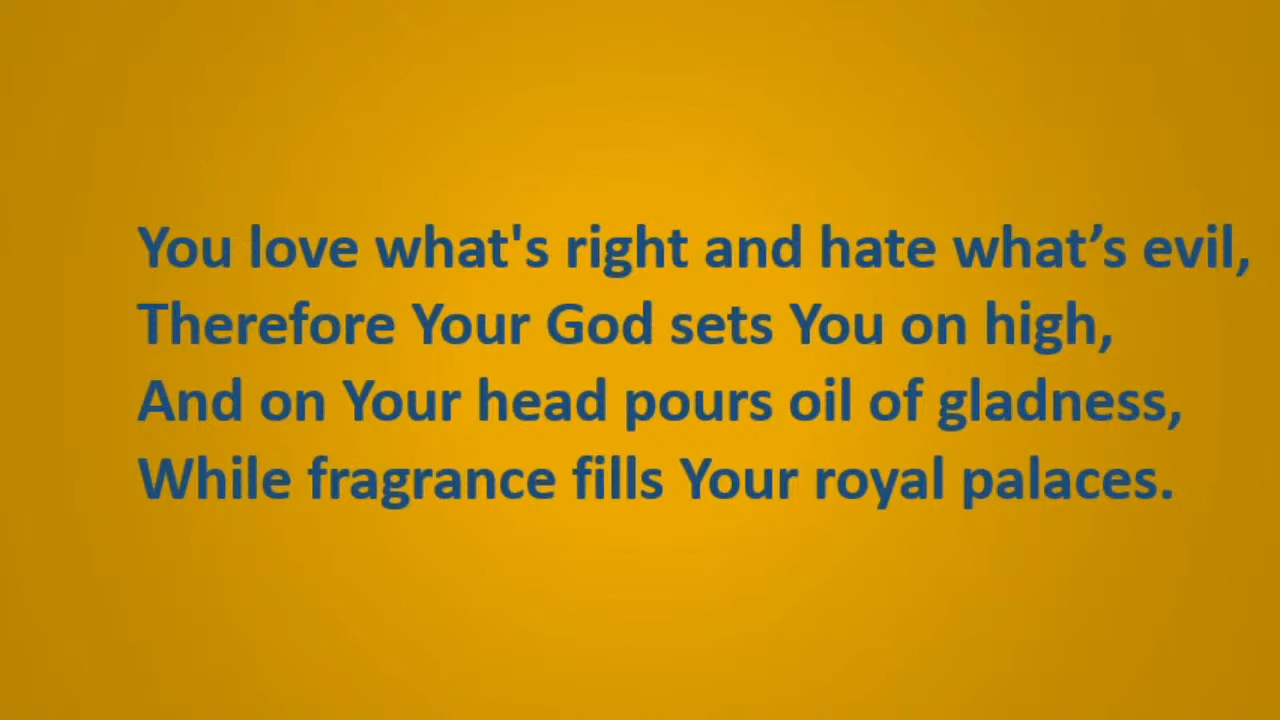 You love what's right and hate what’s evil,
Therefore Your God sets You on high,
And on Your head pours oil of gladness,
While fragrance fills Your royal palaces.